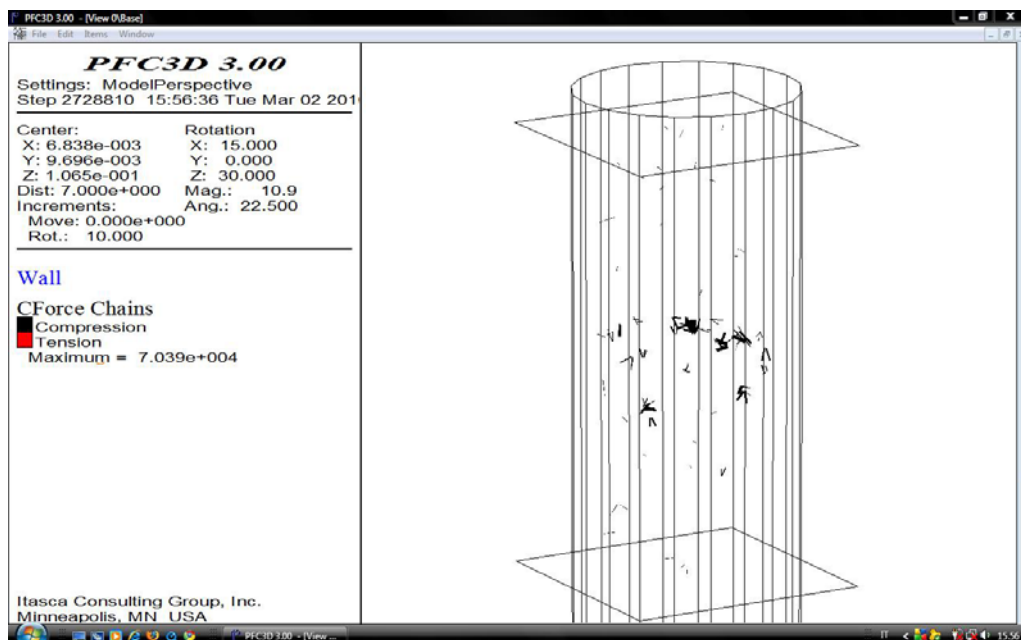 PFC3D 3.00 - [View 0\Base]
File Edit Items Window
PFC3D 3.00
Settings: ModelPerspective
Step 2728810 15:56:36 Tue Mar 02 201
Center: Rotation
X: 6.838e-003 X: 15.000
Y: 9.696e-003 Y: 0.000
Z: 1.065e-001 Z: 30.000
Dist: 7.000e+000 Mag.: 10.9
Increments: Ang.: 22.500
Move: 0.000e+000
Rot.: 10.000
Wall
CForce Chains
Compression
Tension
Maximum = 7.039e+004
Itasca Consulting Group, Inc.
Minneapolis, MN USA
PFC3D 3.00 - [View ...
IT
15.56